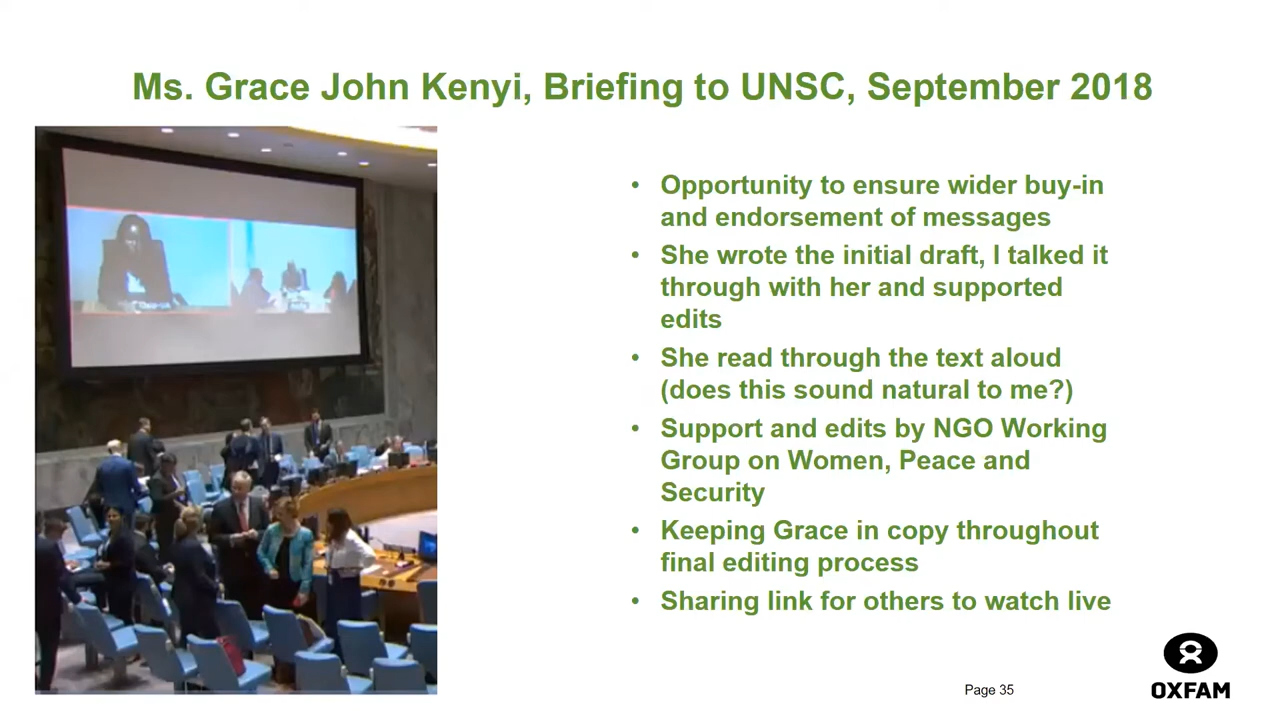 Ms. Grace John Kenyi, Briefing to UNSC, September 2018
• Opportunity to ensure wider buy-in
and endorsement of messages
• She wrote the initial draft, I talked it
through with her and supported
edits
• She read through the text aloud
(does this sound natural to me?)
• Support and edits by NGO Working
Group on Women, Peace and
Security
• Keeping Grace in copy throughout
final editing process
• Sharing link for others to watch live
Page 35
OXFAM